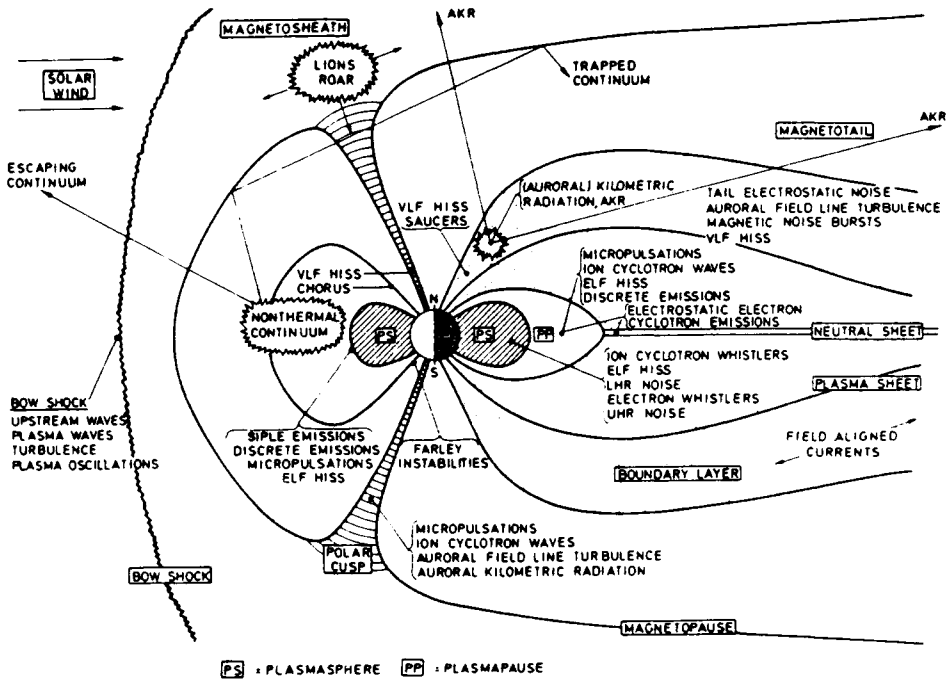 AKR
MAGNETOSHEATH
LIONS
ROAR
SOLAR
WIND
TRAPPED
CONTINUUM
AKR
MAGNETOTAIL
ESCAPING
CONTINUUM
(AURORAL) KILOMETRIC
RADIATION, AKR
VLF HISS
SAUCERS
TAIL ELECTROSTATIC NOISE
AURORAL FIELD LINE TURBULENCE
MAGNETIC NOISE BURSTS
VLF HISS
MICROPULSATIONS
ION CYCLOTRON WAVES
ELF HISS
DISCRETE EMISSIONS
VLF HISS
CHORUS
NONTHERMAL
CONTINUUM
N
PS
PS
PP
S
ELECTROSTATIC ELECTRON
CYCLOTRON EMISSIONS
NEUTRAL SHEET
ION CYCLOTRON WHISTLERS
ELF HISS
LHR NOISE
ELECTRON WHISTLERS
UHR NOISE
PLASMA SHEET
BOW SHOCK
UPSTREAM WAVES
PLASMA WAVES
TURBULENCE
PLASMA OSCILLATIONS
SIPLE EMISSIONS
DISCRETE EMISSIONS
MICROPULSATIONS
ELF HISS
FARLEY
INSTABILITIES
FIELD ALIGNED
CURRENTS
BOUNDARY LAYER
MICROPULSATIONS
ION CYCLOTRON WAVES
AURORAL FIELD LINE TURBULENCE
AURORAL KILOMETRIC RADIATION
POLAR
CUSP
BOW SHOCK
MAGNETOPAUSE
PS = PLASMASPHERE PP = PLASMAPAUSE